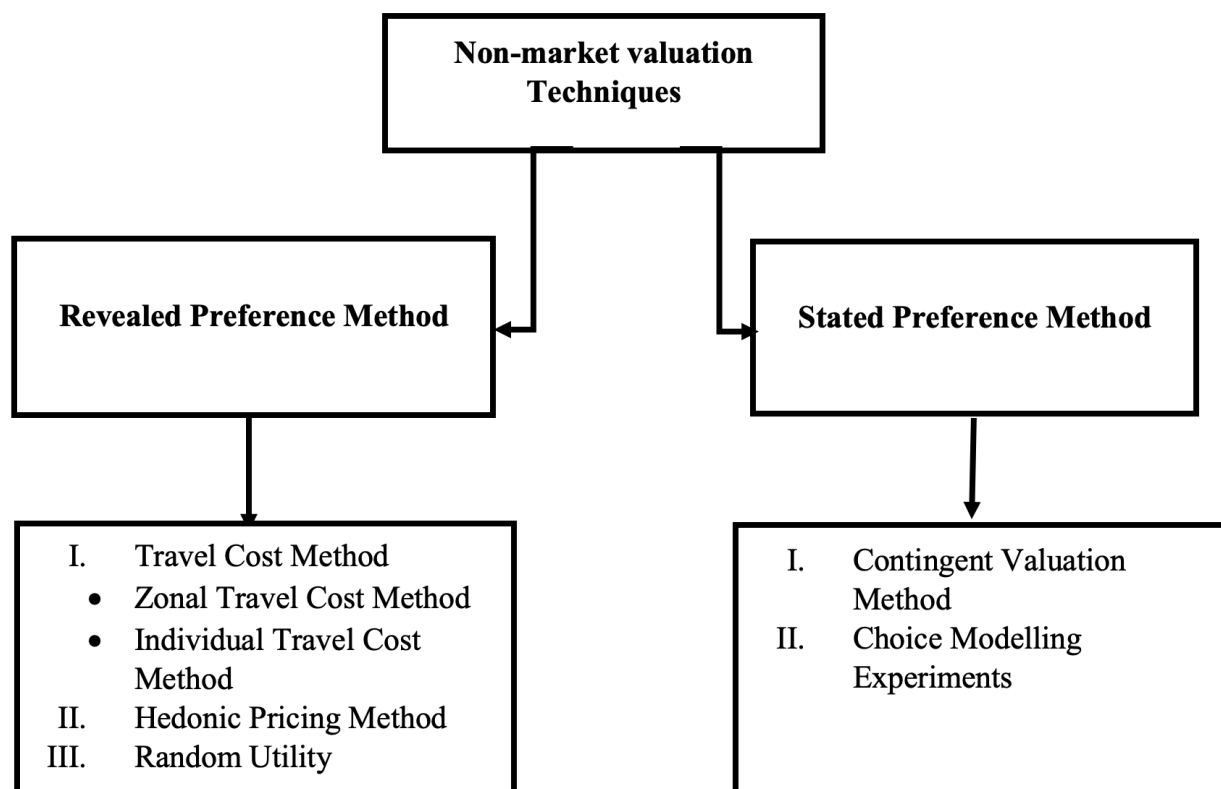 Non-market valuation
Techniques
Revealed Preference Method
Stated Preference Method
I. Travel Cost Method
• Zonal Travel Cost Method
• Individual Travel Cost
Method
II. Hedonic Pricing Method
III. Random Utility
I. Contingent Valuation
Method
II. Choice Modelling
Experiments